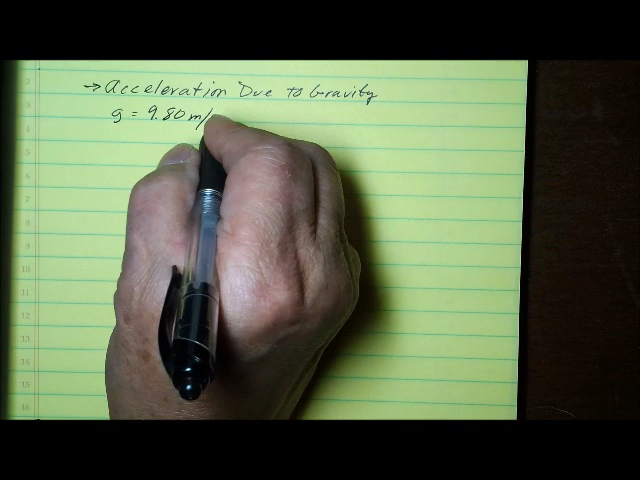 → Acceleration Due to Gravity
g = 9.80 m/